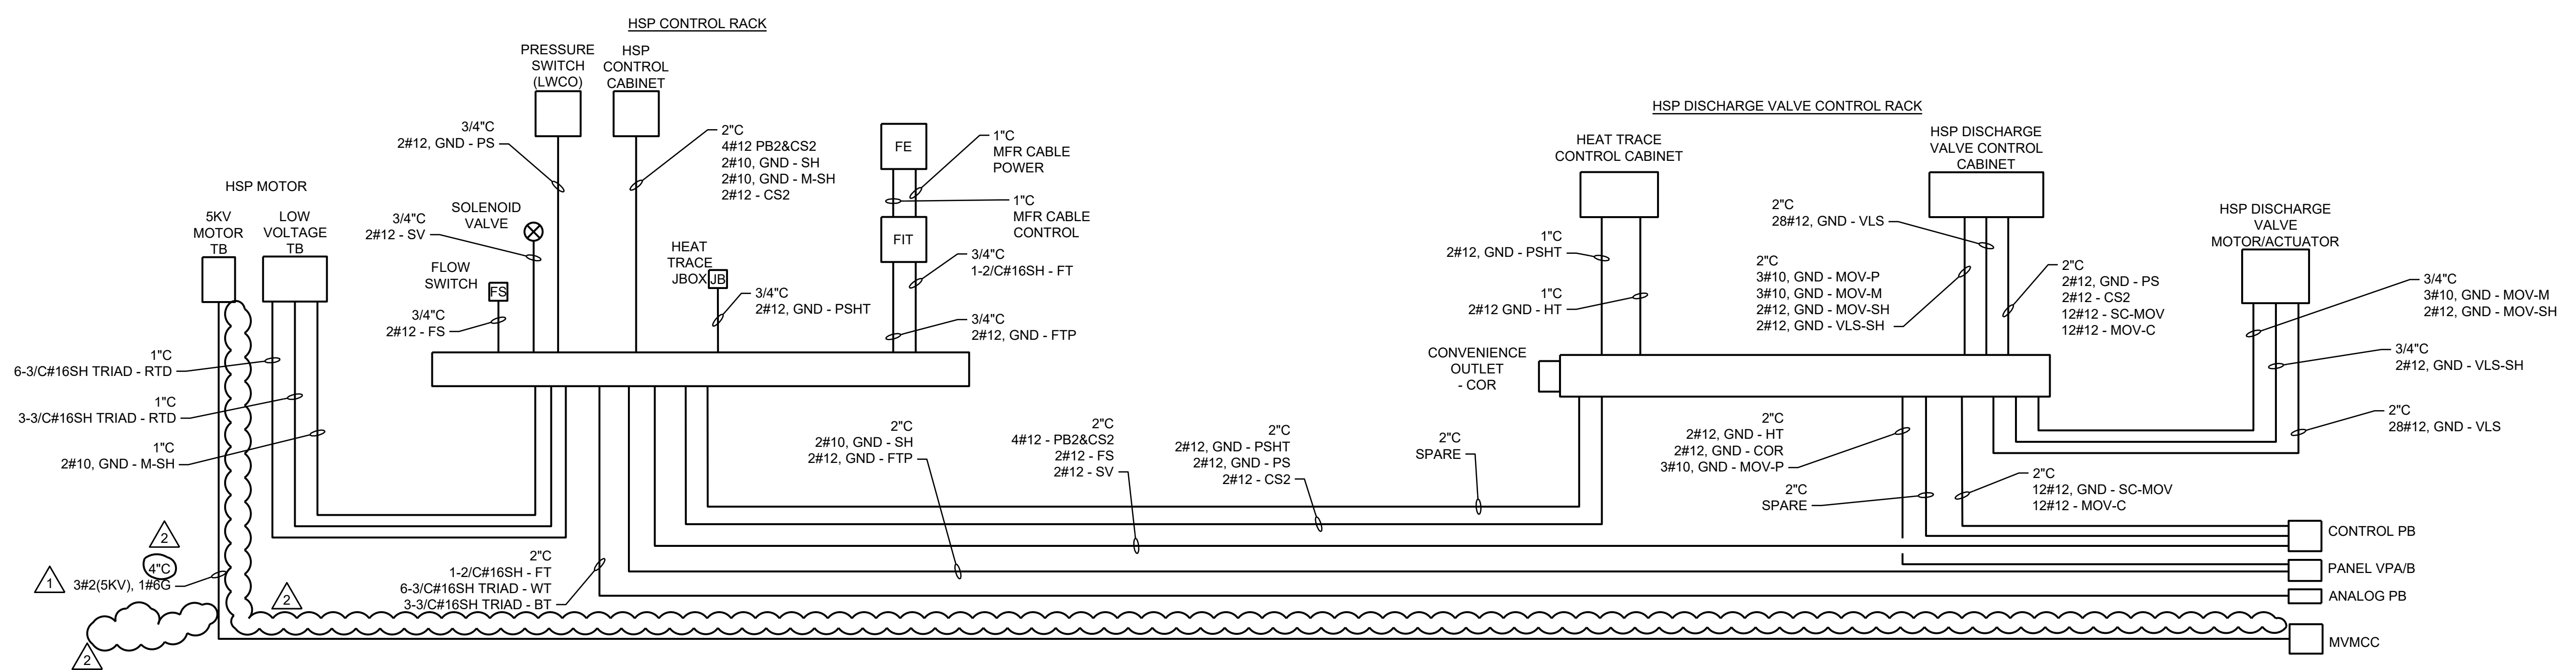 HSP CONTROL RACK
PRESSURE
SWITCH
(LWCO)
HSP
CONTROL
CABINET
3/4"C
2#12, GND - PS
2"C
4#12 PB2&CS2
2#10, GND - SH
2#10, GND - M-SH
2#12 - CS2
FE
1"C
MFR CABLE
POWER
1"C
MFR CABLE
CONTROL
FIT
3/4"C
1-2/C#16SH - FT
3/4"C
2#12, GND - FTP
HSP MOTOR
5KV
MOTOR
TB
LOW
VOLTAGE
TB
SOLENOID
VALVE
3/4"C
2#12 - SV
FLOW
SWITCH
FS
3/4"C
2#12 - FS
HEAT
TRACE
JBOX
JB
3/4"C
2#12, GND - PSHT
1"C
6-3/C#16SH TRIAD - RTD
1"C
3-3/C#16SH TRIAD - RTD
1"C
2#10, GND - M-SH
2
4"C
1
3#2(5KV), 1#6G
2
2
2"C
1-2/C#16SH - FT
6-3/C#16SH TRIAD - WT
3-3/C#16SH TRIAD - BT
2"C
2#10, GND - SH
2#12, GND - FTP
2"C
4#12 - PB2&CS2
2#12 - FS
2#12 - SV
2"C
2#12, GND - PSHT
2#12, GND - PS
2#12 - CS2
2"C
SPARE
HSP DISCHARGE VALVE CONTROL RACK
HEAT TRACE
CONTROL CABINET
HSP DISCHARGE
VALVE CONTROL
CABINET
1"C
2#12, GND - PSHT
1"C
2#12 GND - HT
2"C
28#12, GND - VLS
2"C
3#10, GND - MOV-P
3#10, GND - MOV-M
2#12, GND - MOV-SH
2#12, GND - VLS-SH
2"C
2#12, GND - PS
2#12 - CS2
12#12 - SC-MOV
12#12 - MOV-C
HSP DISCHARGE
VALVE
MOTOR/ACTUATOR
3/4"C
3#10, GND - MOV-M
2#12, GND - MOV-SH
3/4"C
2#12, GND - VLS-SH
2"C
28#12, GND - VLS
CONVENIENCE
OUTLET
- COR
2"C
2#12, GND - HT
2#12, GND - COR
3#10, GND - MOV-P
2"C
SPARE
2"C
12#12, GND - SC-MOV
12#12 - MOV-C
CONTROL PB
PANEL VPA/B
ANALOG PB
MVMCC